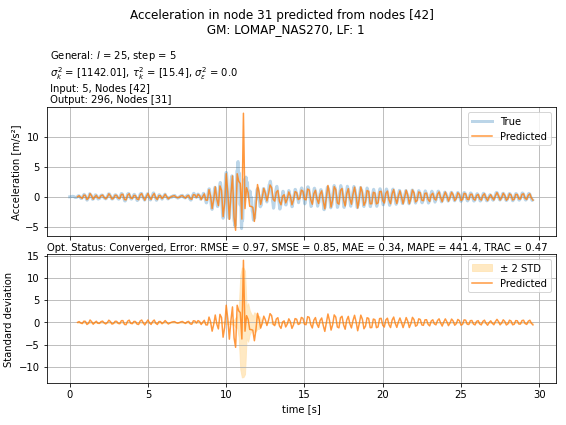 Acceleration in node 31 predicted from nodes [42]
GM: LOMAP_NAS270, LF: 1
General: l = 25, step = 5
σ²ₖ = [1142.01], τ²ₖ = [15.4], σ²ε = 0.0
Input: 5, Nodes [42]
Output: 296, Nodes [31]
Acceleration [m/s²]
10
5
0
−5
True
Predicted
Opt. Status: Converged, Error: RMSE = 0.97, SMSE = 0.85, MAE = 0.34, MAPE = 441.4, TRAC = 0.47
Standard deviation
15
10
5
0
−5
−10
± 2 STD
Predicted
0
5
10
15
20
25
30
time [s]